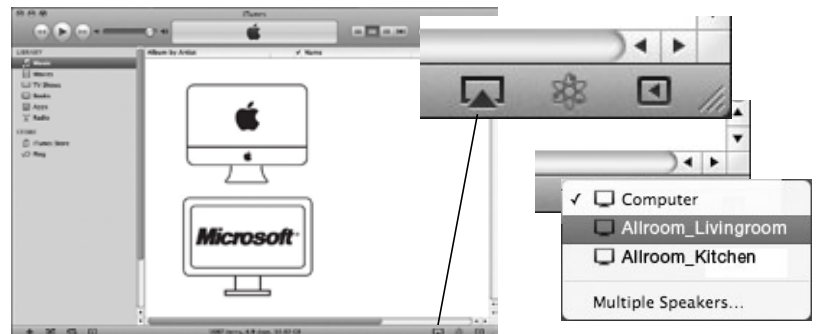 iTunes
LIBRARY
Album by Artist
Name
Music
Movies
TV Shows
Books
Apps
Radio
STORE
iTunes Store
Ping
Microsoft
✓ Computer
Allroom_Livingroom
Allroom_Kitchen
Multiple Speakers...